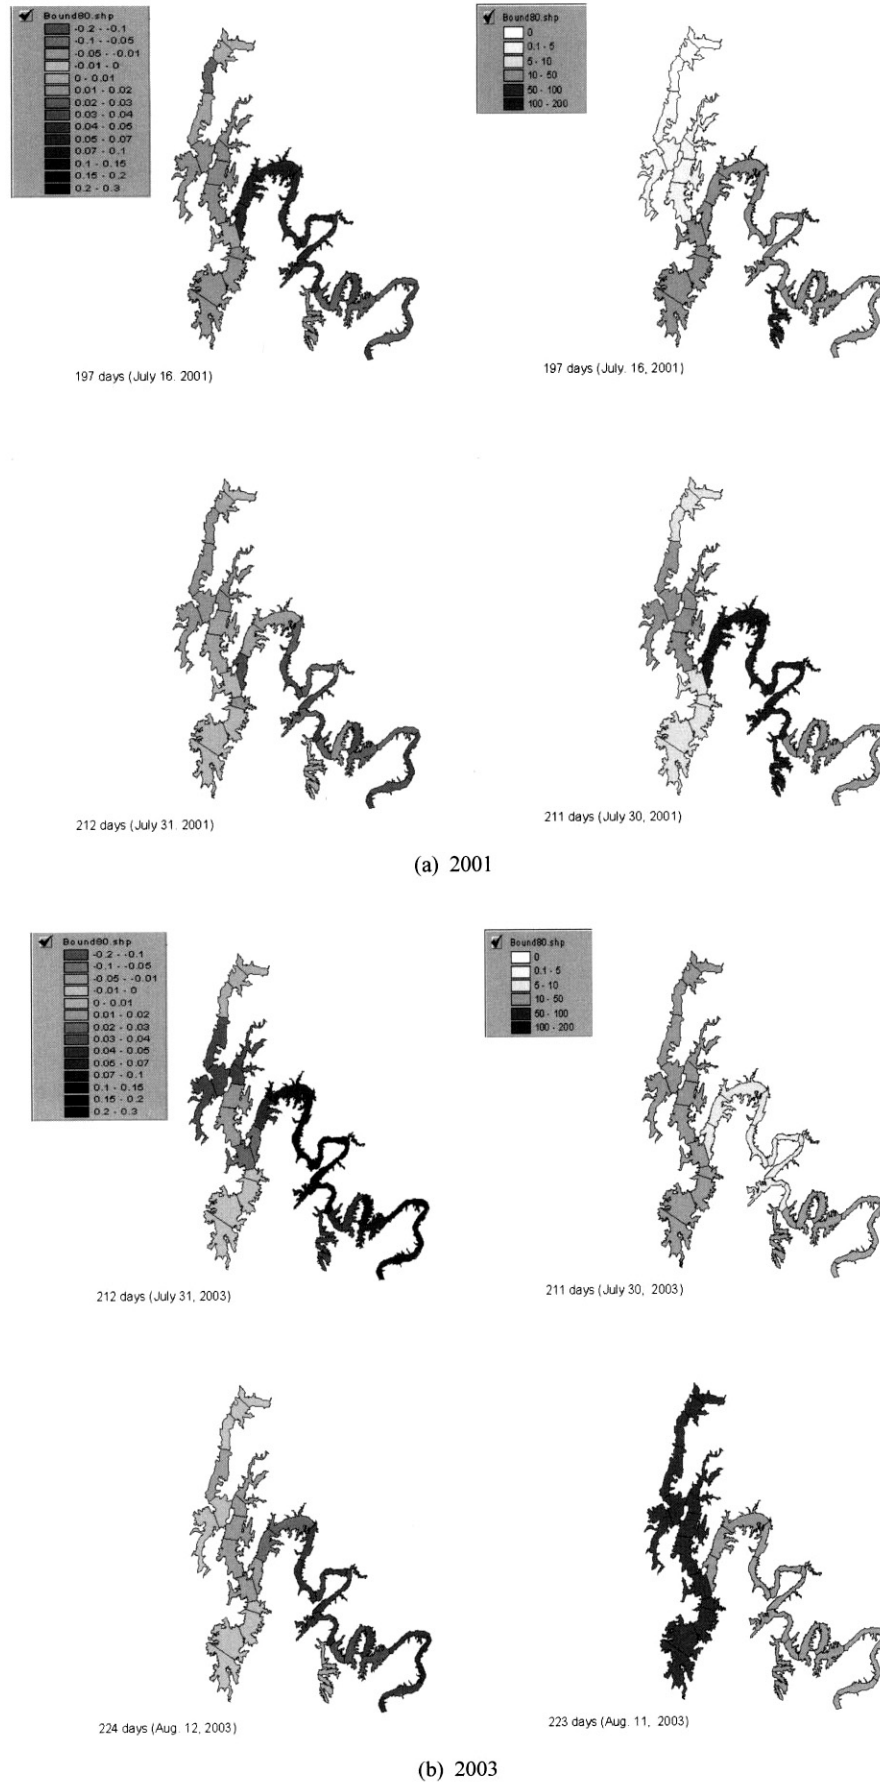 Bound80.shp
-0.2 - -0.1
-0.1 - -0.05
-0.05 - -0.01
-0.01 - 0
0 - 0.01
0.01 - 0.02
0.02 - 0.03
0.03 - 0.04
0.04 - 0.05
0.05 - 0.07
0.07 - 0.1
0.1 - 0.15
0.15 - 0.2
0.2 - 0.3
Bound80.shp
0
0.1 - 5
5 - 10
10 - 50
50 - 100
100 - 200
197 days (July 16. 2001)
197 days (July. 16, 2001)
212 days (July 31. 2001)
211 days (July 30, 2001)
(a) 2001
Bound80.shp
-0.2 - -0.1
-0.1 - -0.05
-0.05 - -0.01
-0.01 - 0
0 - 0.01
0.01 - 0.02
0.02 - 0.03
0.03 - 0.04
0.04 - 0.05
0.05 - 0.07
0.07 - 0.1
0.1 - 0.15
0.15 - 0.2
0.2 - 0.3
Bound80.shp
0
0.1 - 5
5 - 10
10 - 50
50 - 100
100 - 200
212 days (July 31, 2003)
211 days (July 30, 2003)
224 days (Aug. 12, 2003)
223 days (Aug. 11, 2003)
(b) 2003